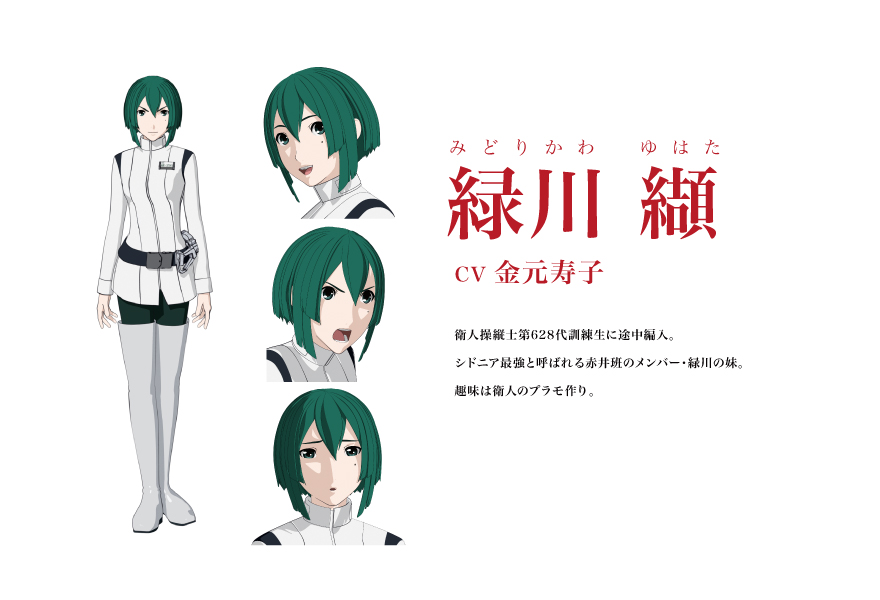 みどりかわ ゆはた
緑川 纈
CV 金元寿子
衛人操縦士第628代訓練生に途中編入。
シドニア最強と呼ばれる赤井班のメンバー・緑川の妹。
趣味は衛人のプラモ作り。